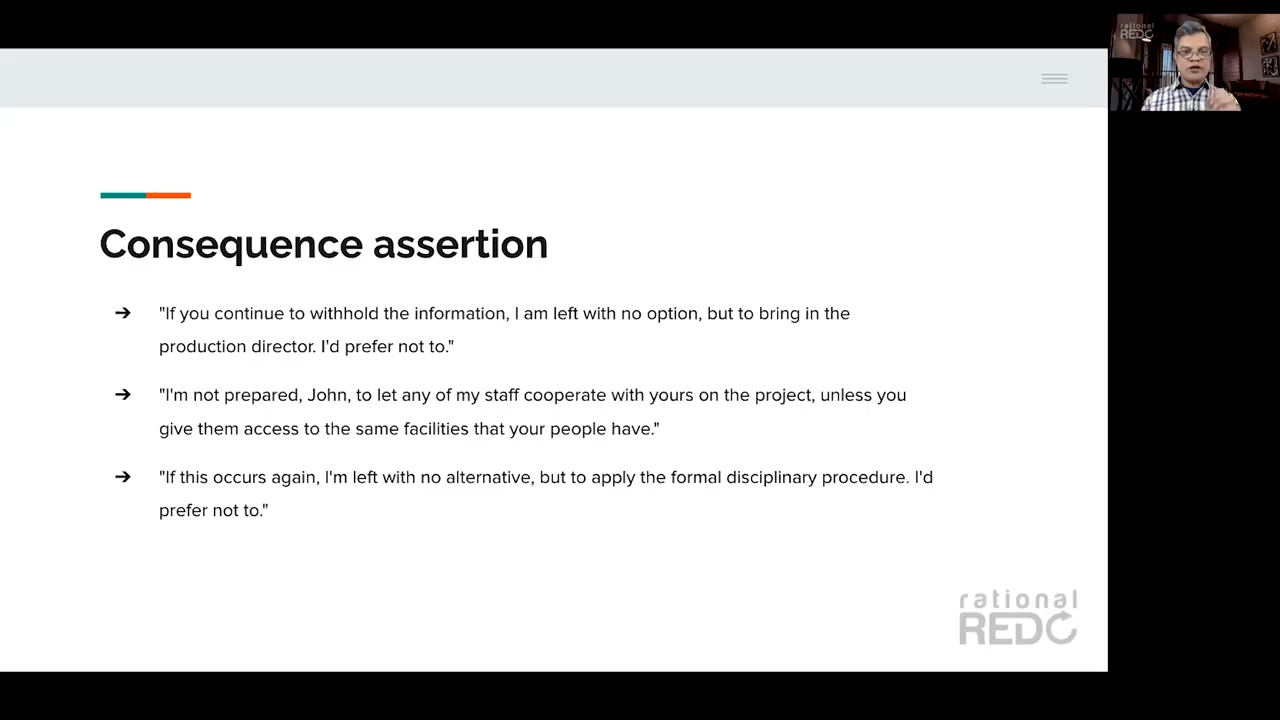 rational
REDC
Consequence assertion
➔ "If you continue to withhold the information, I am left with no option, but to bring in the
production director. I'd prefer not to."
➔ "I'm not prepared, John, to let any of my staff cooperate with yours on the project, unless you
give them access to the same facilities that your people have."
➔ "If this occurs again, I'm left with no alternative, but to apply the formal disciplinary procedure. I'd
prefer not to."
rational
REDC